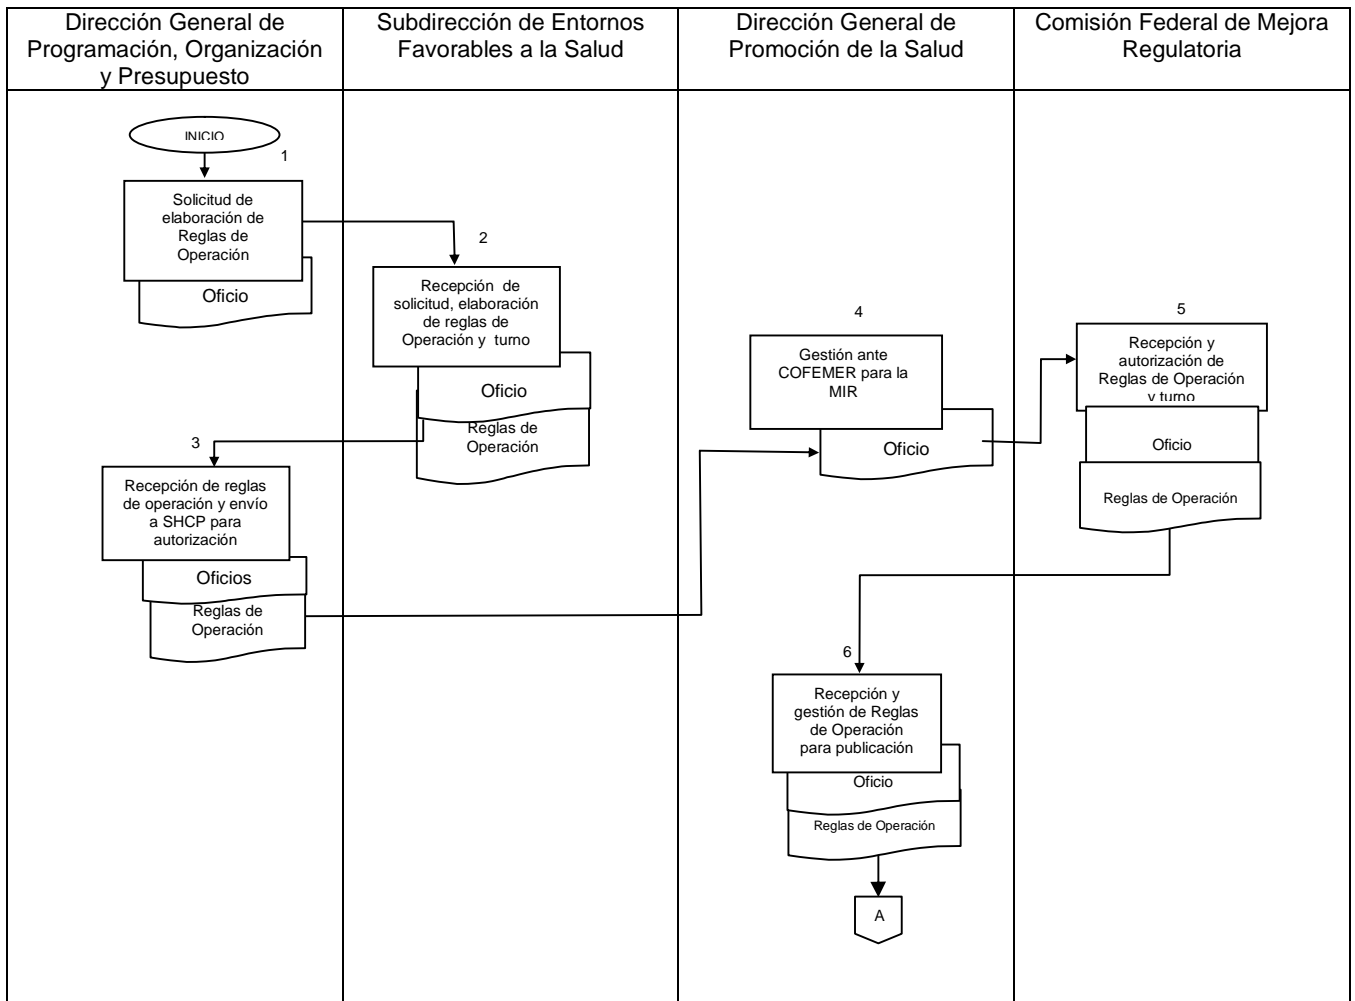 Dirección General de
Programación, Organización
y Presupuesto
Subdirección de Entornos
Favorables a la Salud
Dirección General de
Promoción de la Salud
Comisión Federal de Mejora
Regulatoria
INICIO
1
Solicitud de
elaboración de
Reglas de
Operación
Oficio
2
Recepción de
solicitud, elaboración
de reglas de
Operación y turno
Oficio
Reglas de
Operación
3
Recepción de reglas
de operación y envío
a SHCP para
autorización
Oficios
Reglas de
Operación
4
Gestión ante
COFEMER para la
MIR
Oficio
5
Recepción y
autorización de
Reglas de Operación
y turno
Oficio
Reglas de Operación
6
Recepción y
gestión de Reglas
de Operación
para publicación
Oficio
Reglas de Operación
A